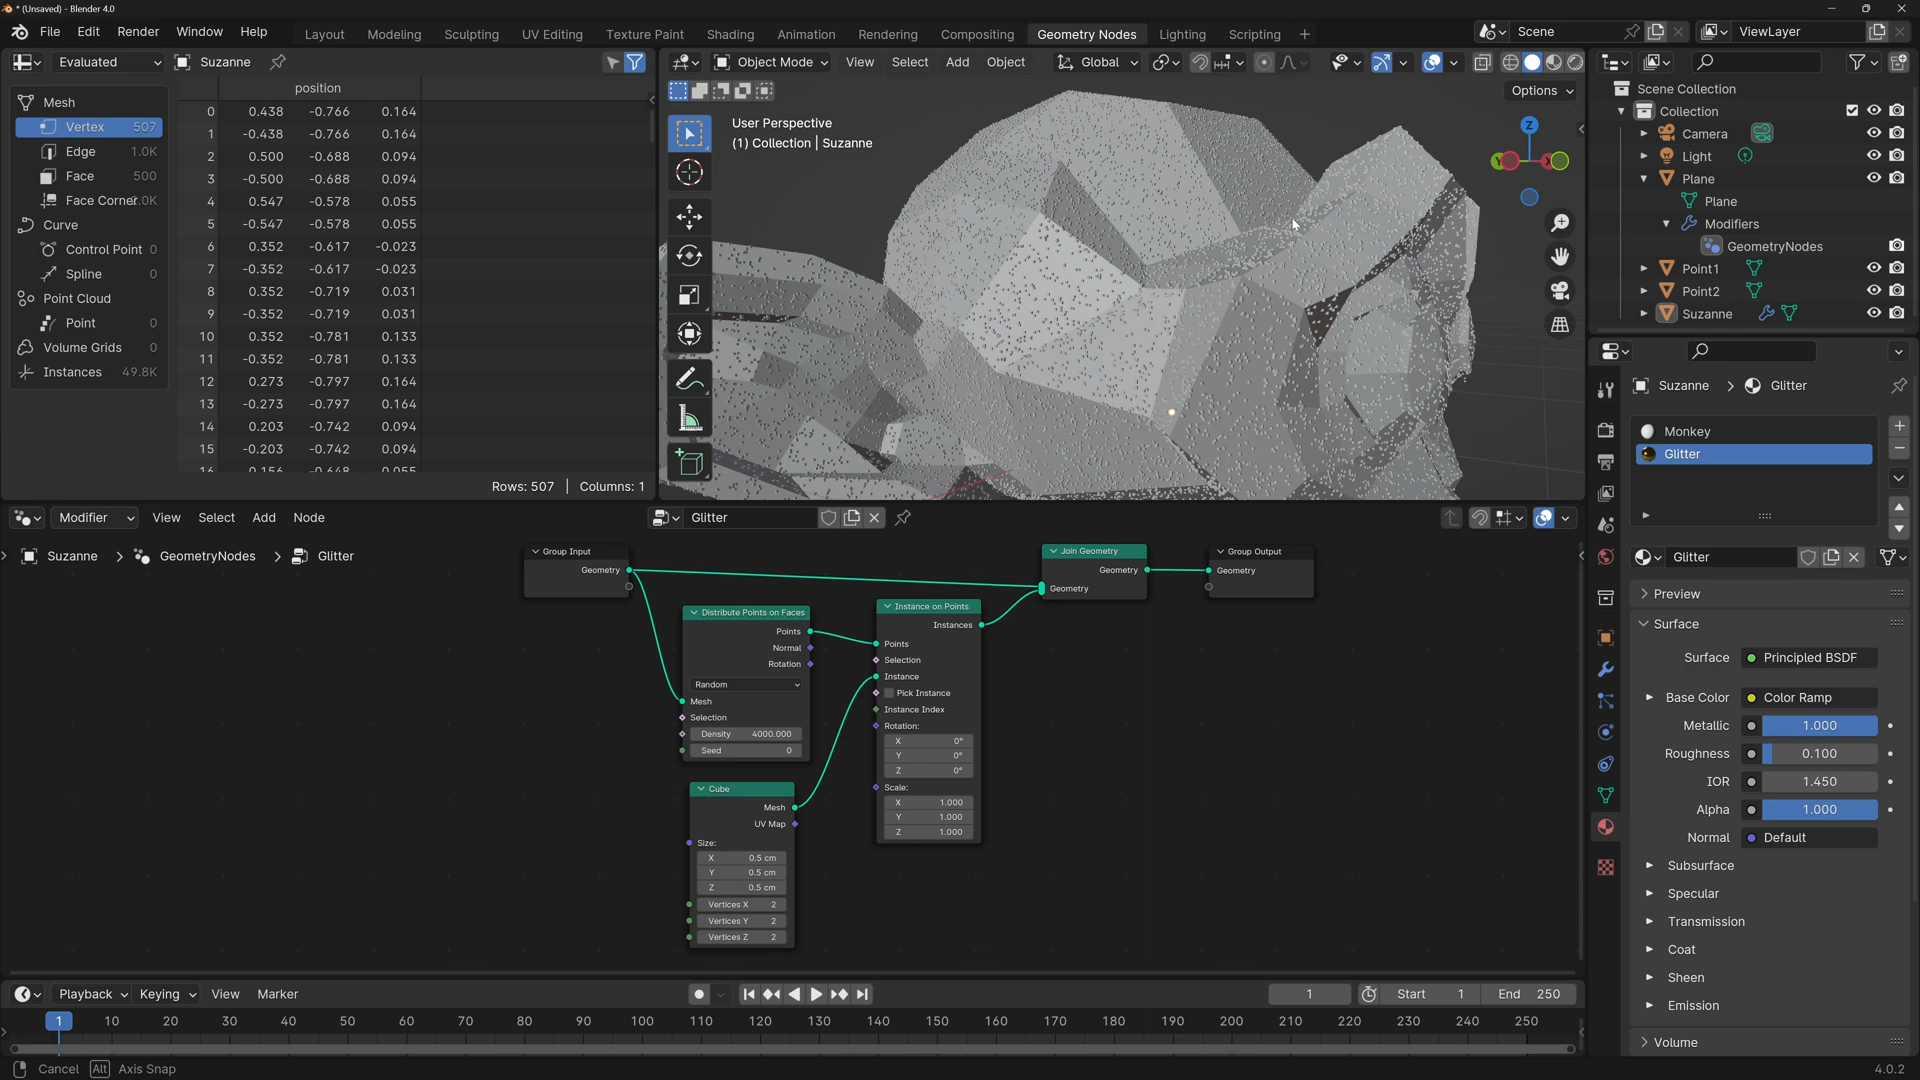 * (Unsaved) - Blender 4.0
File Edit Render Window Help
Layout Modeling Sculpting UV Editing Texture Paint Shading Animation Rendering Compositing Geometry Nodes Lighting Scripting +
Scene
ViewLayer
Evaluated
Suzanne
Mesh
Vertex 507
Edge 1.0K
Face 500
Face Corner 2.0K
Curve
Control Point 0
Spline 0
Point Cloud
Point 0
Volume Grids 0
Instances 49.8K
position
0 0.438 -0.766 0.164
1 -0.438 -0.766 0.164
2 0.500 -0.688 0.094
3 -0.500 -0.688 0.094
4 0.547 -0.578 0.055
5 -0.547 -0.578 0.055
6 0.352 -0.617 -0.023
7 -0.352 -0.617 -0.023
8 0.352 -0.719 0.031
9 -0.352 -0.719 0.031
10 0.352 -0.781 0.133
11 -0.352 -0.781 0.133
12 0.273 -0.797 0.164
13 -0.273 -0.797 0.164
14 0.203 -0.742 0.094
15 -0.203 -0.742 0.094
16 0.156 -0.648 0.055
Rows: 507 | Columns: 1
Object Mode View Select Add Object Global
Options
User Perspective
(1) Collection | Suzanne
Z
Y
X
Scene Collection
Collection
Camera
Light
Plane
Plane
Modifiers
GeometryNodes
Point1
Point2
Suzanne
Suzanne > Glitter
Monkey
Glitter
Glitter
Preview
Surface
Surface Principled BSDF
Base Color Color Ramp
Metallic 1.000
Roughness 0.100
IOR 1.450
Alpha 1.000
Normal Default
Subsurface
Specular
Transmission
Coat
Sheen
Emission
Volume
Modifier View Select Add Node
Glitter
Suzanne > GeometryNodes > Glitter
Group Input
Geometry
Distribute Points on Faces
Points
Normal
Rotation
Random
Mesh
Selection
Density 4000.000
Seed 0
Cube
Mesh
UV Map
Size:
X 0.5 cm
Y 0.5 cm
Z 0.5 cm
Vertices X 2
Vertices Y 2
Vertices Z 2
Instance on Points
Instances
Points
Selection
Instance
Pick Instance
Instance Index
Rotation:
X 0°
Y 0°
Z 0°
Scale:
X 1.000
Y 1.000
Z 1.000
Join Geometry
Geometry
Geometry
Group Output
Geometry
Playback Keying View Marker
1
Start 1
End 250
1 10 20 30 40 50 60 70 80 90 100 110 120 130 140 150 160 170 180 190 200 210 220 230 240 250
Cancel Alt Axis Snap
4.0.2